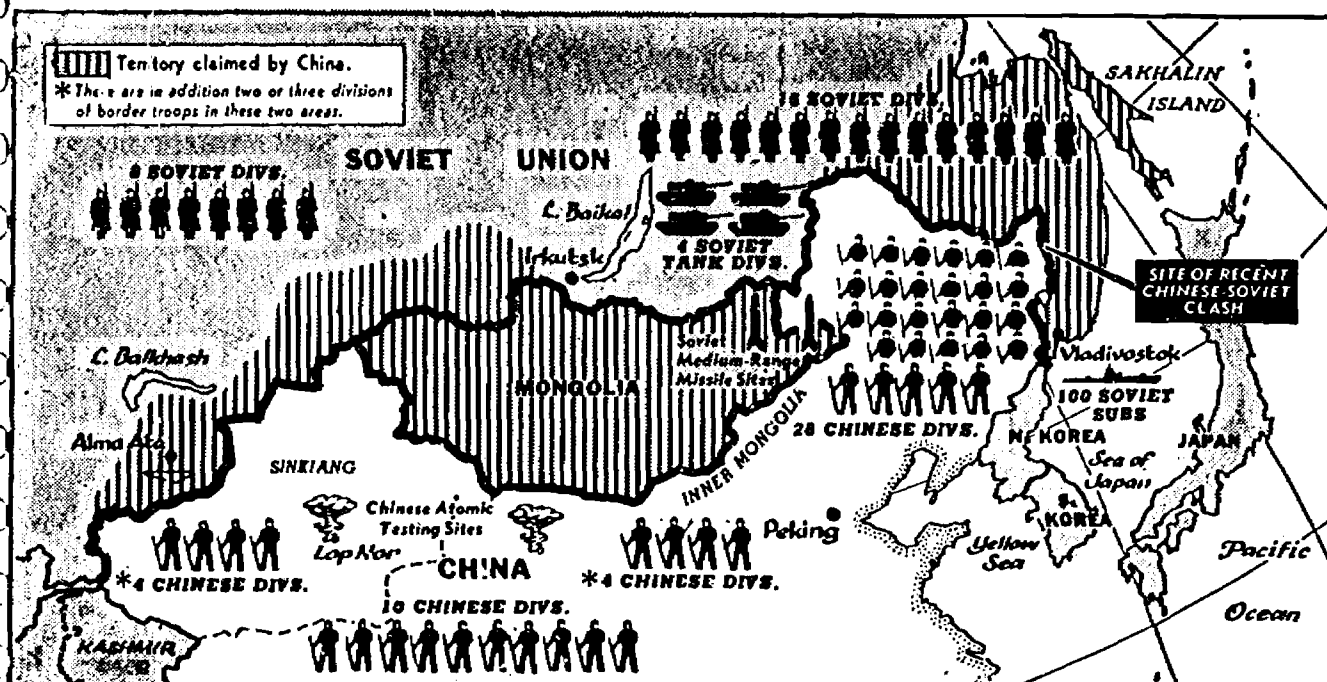 Territory claimed by China.
* There are in addition two or three divisions
of border troops in these two areas.
SAKHALIN
ISLAND
SOVIET DIVS.
8 SOVIET DIVS.
SOVIET UNION
L. Baikal
4 SOVIET
TANK DIVS.
Irkutsk
SITE OF RECENT
CHINESE-SOVIET
CLASH
L. Balkhash
Soviet
Medium-Range
Missile Sites
MONGOLIA
Vladivostok
100 SOVIET
SUBS
28 CHINESE DIVS.
Alma Ata
N. KOREA
JAPAN
SINKIANG
INNER MONGOLIA
Sea of
Japan
Chinese Atomic
Testing Sites
Lop Nor
Peking
S. KOREA
Yellow
Sea
Pacific
Ocean
CHINA
*4 CHINESE DIVS.
*4 CHINESE DIVS.
10 CHINESE DIVS.
KASHMIR